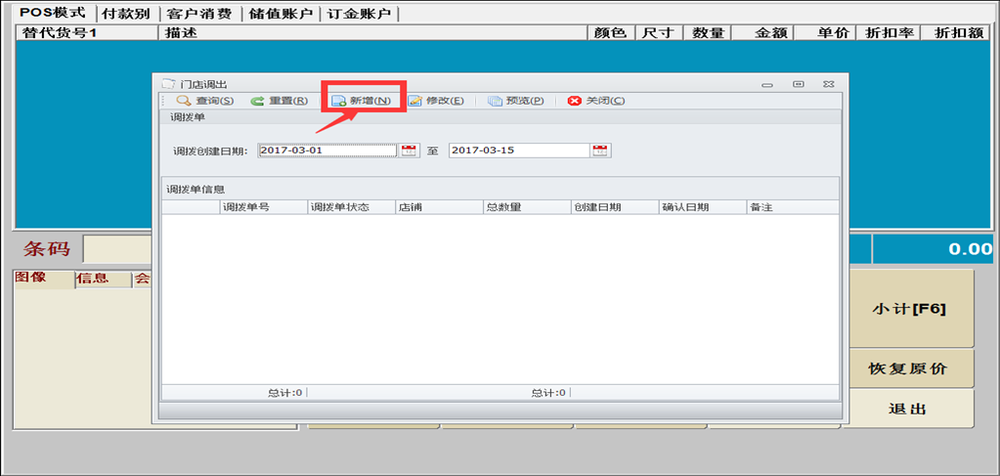 POS模式 付款别 客户消费 储值账户 订金账户
替代货号1 描述 颜色 尺寸 数量 金额 单价 折扣率 折扣额
门店调出
查询(S) 重置(R) 新增(N) 修改(E) 预览(P) 关闭(C)
调拨单
调拨创建日期: 2017-03-01 至 2017-03-15
调拨单信息
调拨单号 调拨单状态 店铺 总数量 创建日期 确认日期 备注
条码 0.00
图像 信息 会
小计[F6]
恢复原价
总计:0 总计:0
退出